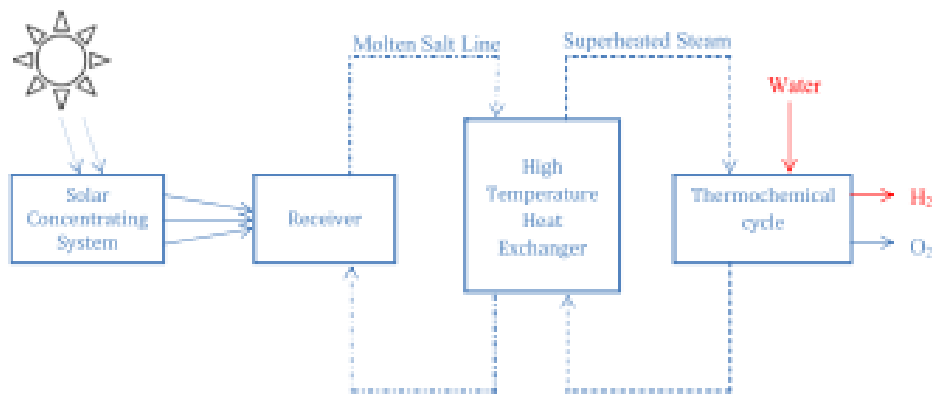 Molten Salt Line
Superheated Steam
Water
Solar
Concentrating
System
Receiver
High
Temperature
Heat
Exchanger
Thermochemical
cycle
H₂
O₂